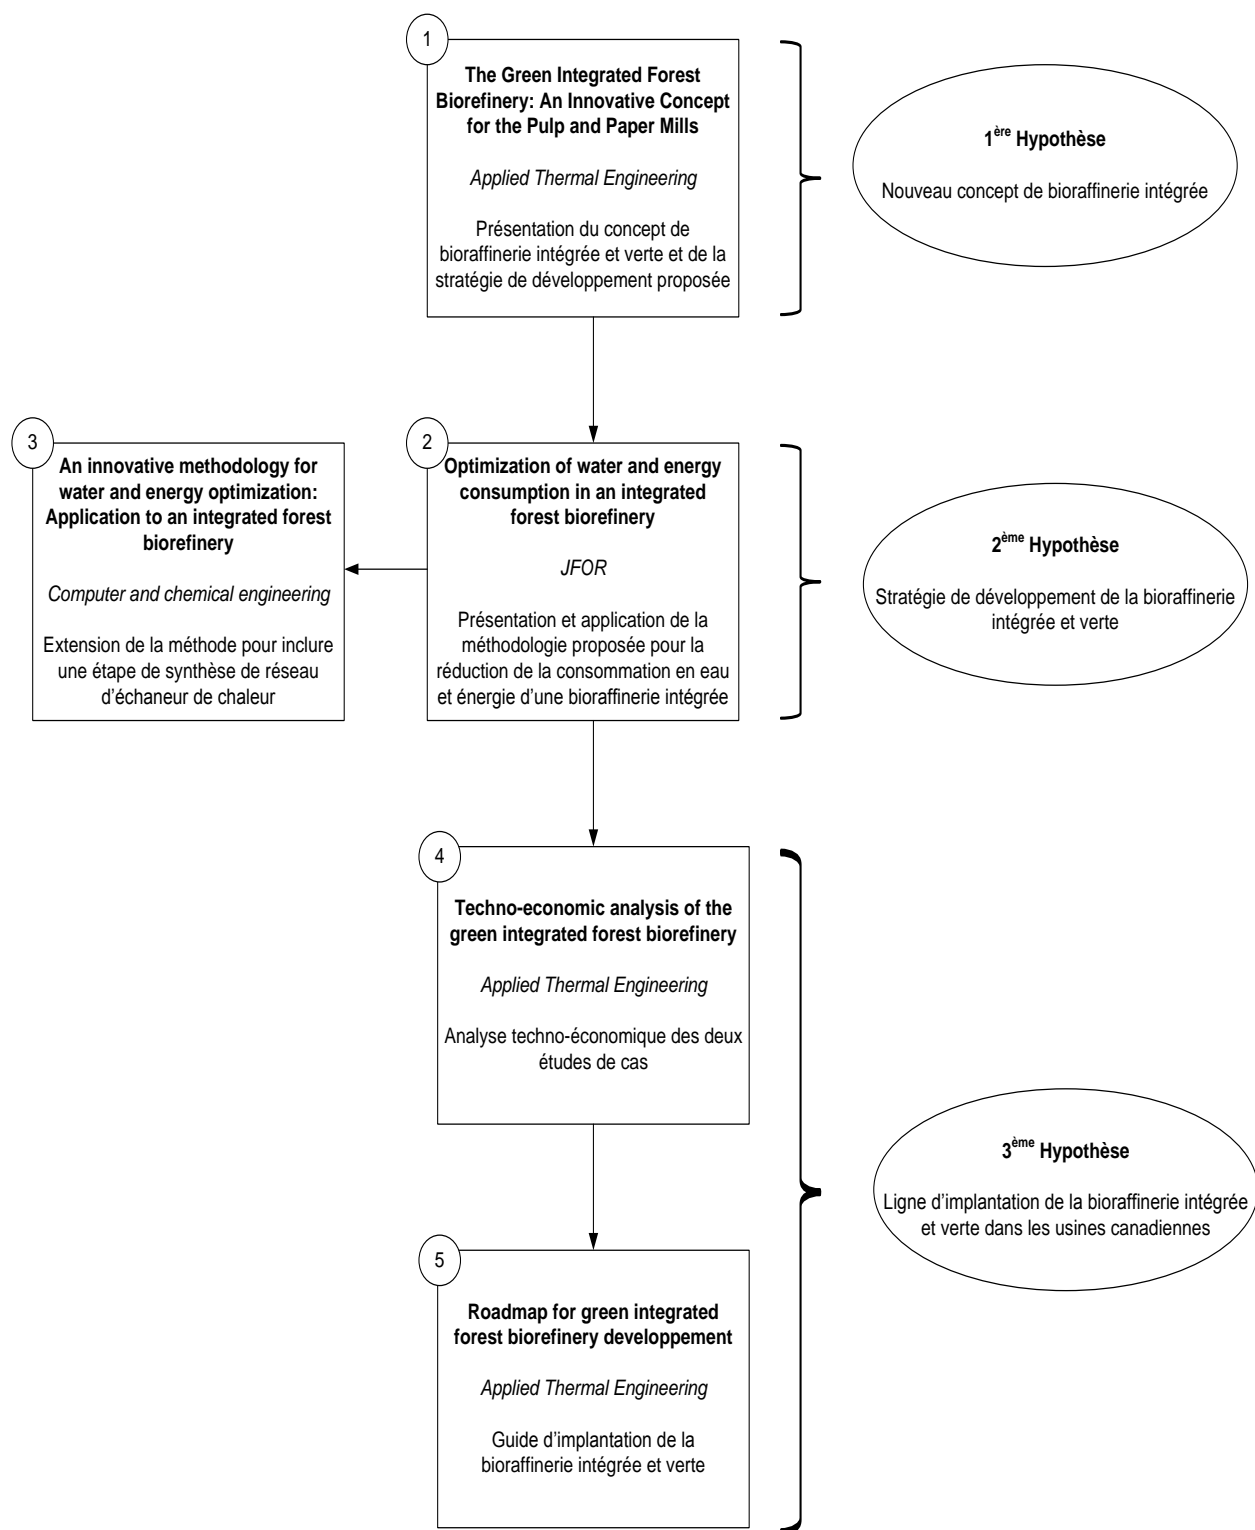 1
The Green Integrated Forest
Biorefinery: An Innovative Concept
for the Pulp and Paper Mills
Applied Thermal Engineering
Présentation du concept de
bioraffinerie intégrée et verte et de la
stratégie de développement proposée
1ère Hypothèse
Nouveau concept de bioraffinerie intégrée
3
An innovative methodology for
water and energy optimization:
Application to an integrated forest
biorefinery
Computer and chemical engineering
Extension de la méthode pour inclure
une étape de synthèse de réseau
d’échaneur de chaleur
2
Optimization of water and energy
consumption in an integrated
forest biorefinery
JFOR
Présentation et application de la
méthodologie proposée pour la
réduction de la consommation en eau
et énergie d’une bioraffinerie intégrée
2ème Hypothèse
Stratégie de développement de la bioraffinerie
intégrée et verte
4
Techno-economic analysis of the
green integrated forest biorefinery
Applied Thermal Engineering
Analyse techno-économique des deux
études de cas
5
Roadmap for green integrated
forest biorefinery developpement
Applied Thermal Engineering
Guide d’implantation de la
bioraffinerie intégrée et verte
3ème Hypothèse
Ligne d’implantation de la bioraffinerie intégrée
et verte dans les usines canadiennes